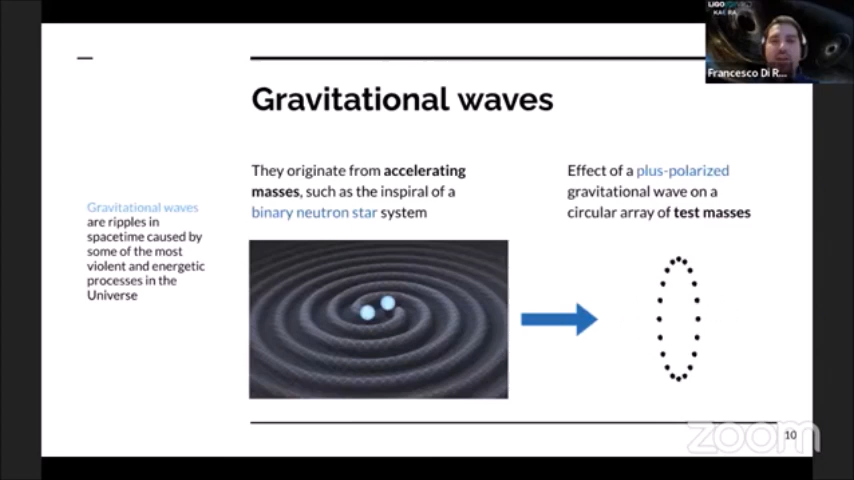 LIGO
Francesco Di R...
Gravitational waves
Gravitational waves
are ripples in
spacetime caused by
some of the most
violent and energetic
processes in the
Universe
They originate from accelerating
masses, such as the inspiral of a
binary neutron star system
Effect of a plus-polarized
gravitational wave on a
circular array of test masses
zoom
10